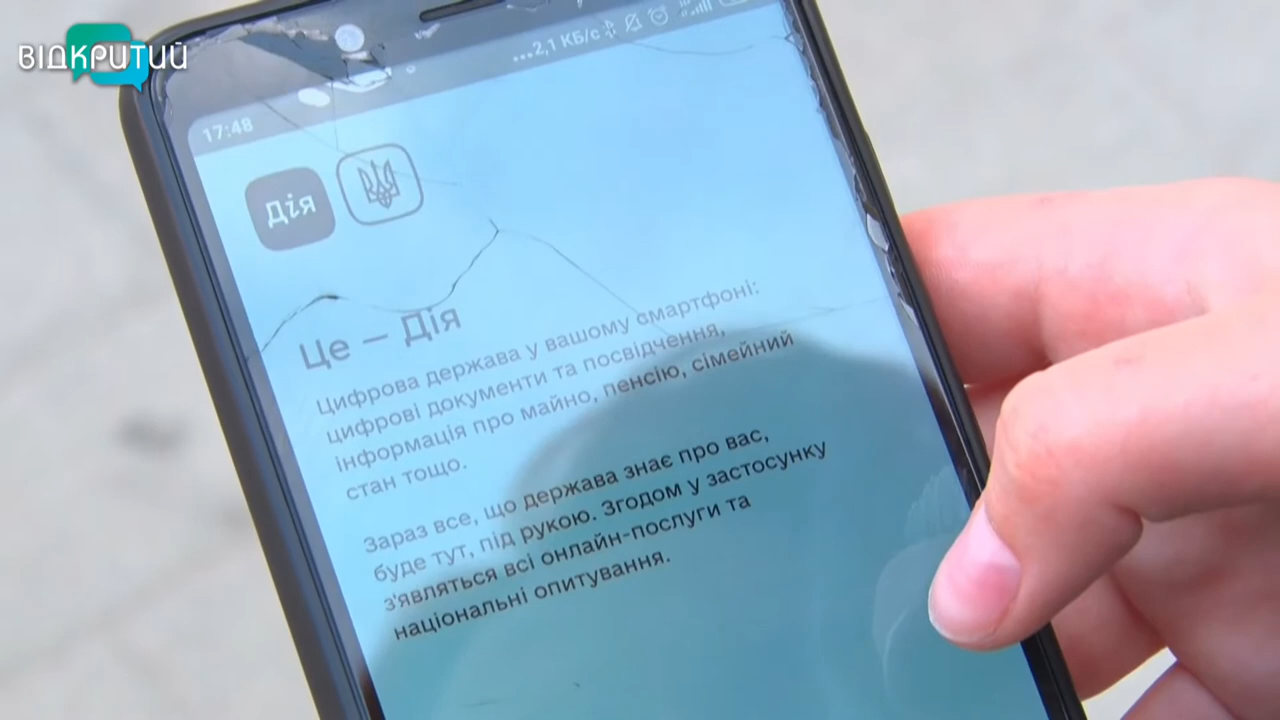 ВІДКРИТИЙ
...2,1 КБ/с
17:48
Дія
Це – Дія
Цифрова держава у вашому смартфоні:
цифрові документи та посвідчення,
інформація про майно, пенсію, сімейний
стан тощо.
Зараз все, що держава знає про вас,
буде тут, під рукою. Згодом у застосунку
з'являться всі онлайн-послуги та
національні опитування.